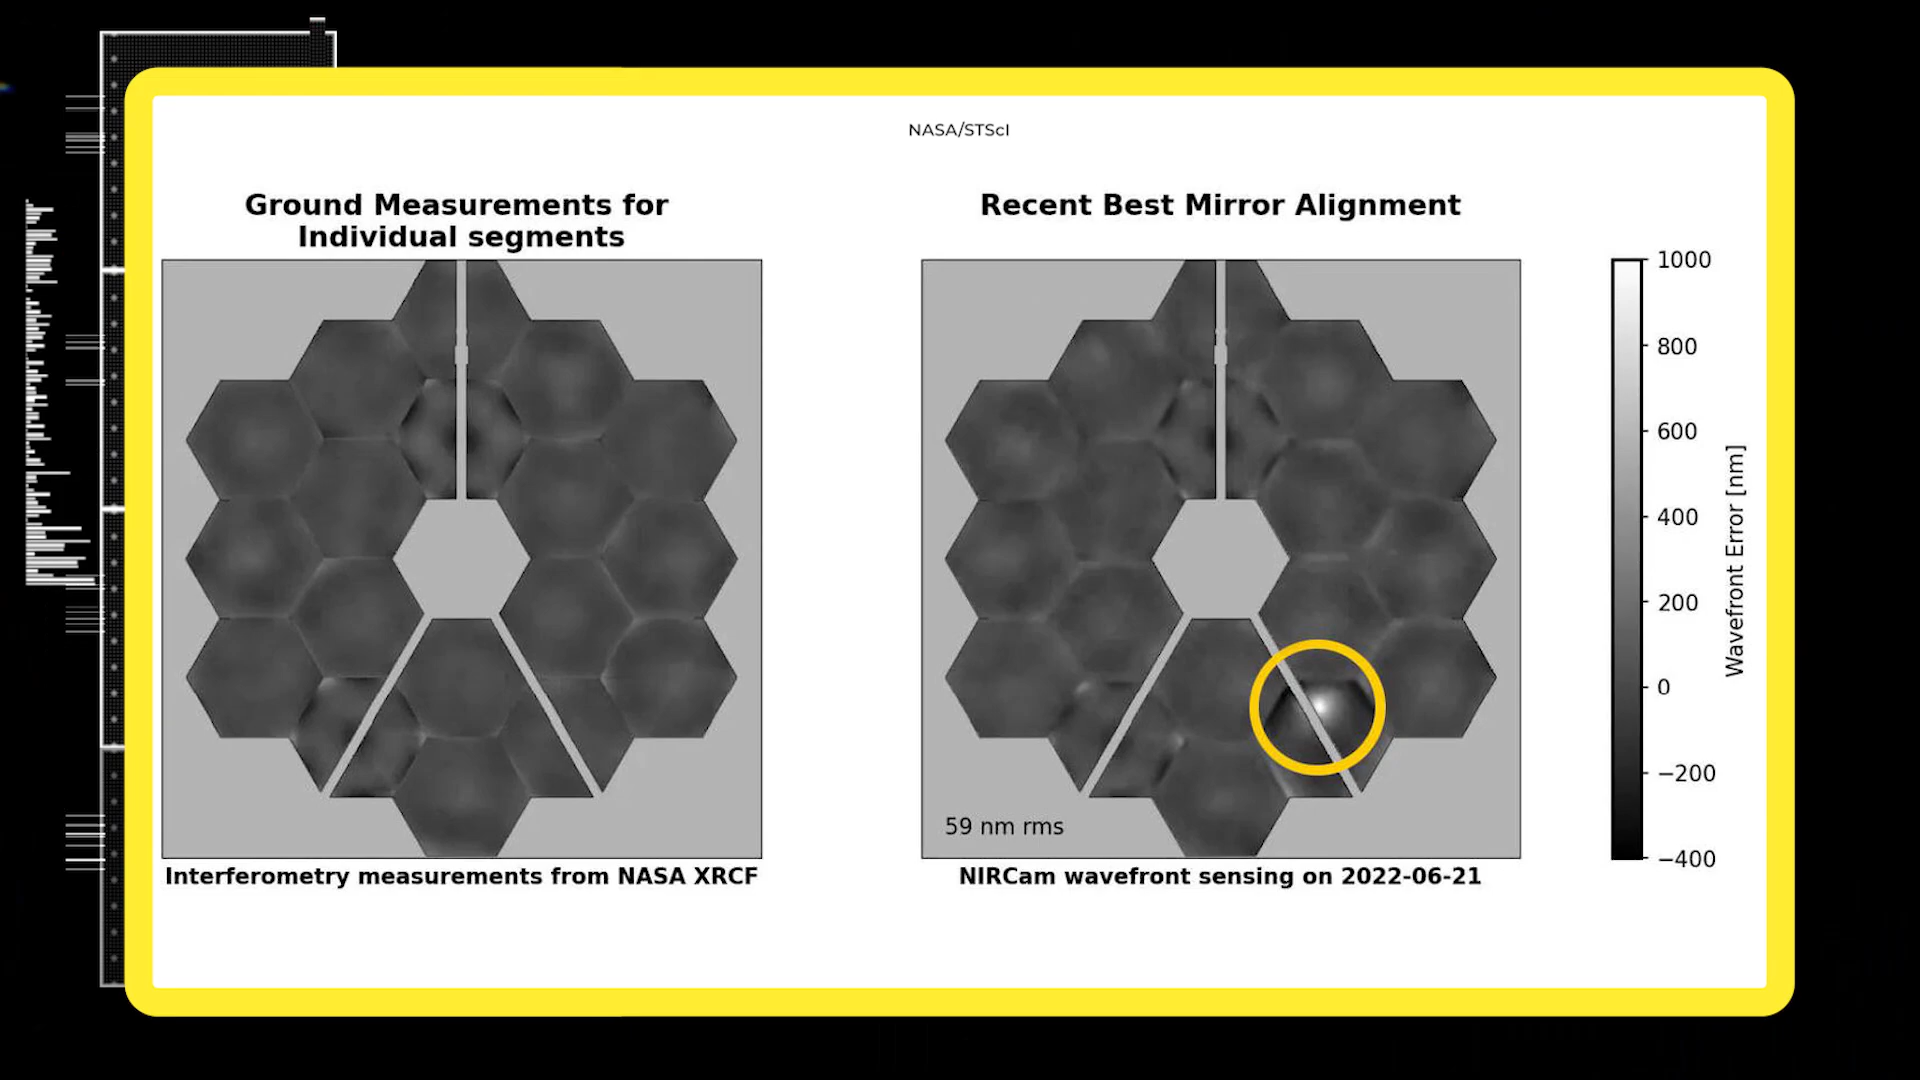 NASA/STScI
Ground Measurements for
Individual segments
Recent Best Mirror Alignment
1000
800
600
400
200
0
−200
−400
Wavefront Error [nm]
59 nm rms
Interferometry measurements from NASA XRCF
NIRCam wavefront sensing on 2022-06-21